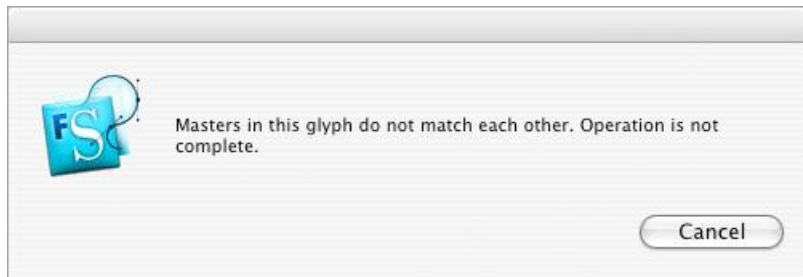 FS
Masters in this glyph do not match each other. Operation is not
complete.
Cancel